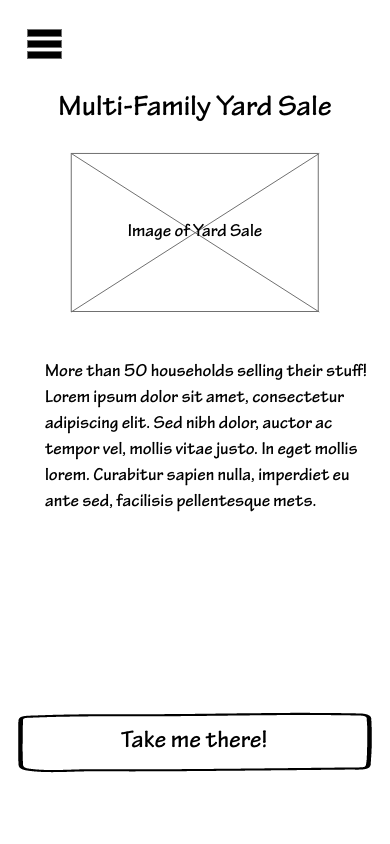 Multi-Family Yard Sale
Image of Yard Sale
More than 50 households selling their stuff!
Lorem ipsum dolor sit amet, consectetur
adipiscing elit. Sed nibh dolor, auctor ac
tempor vel, mollis vitae justo. In eget mollis
lorem. Curabitur sapien nulla, imperdiet eu
ante sed, facilisis pellentesque mets.
Take me there!